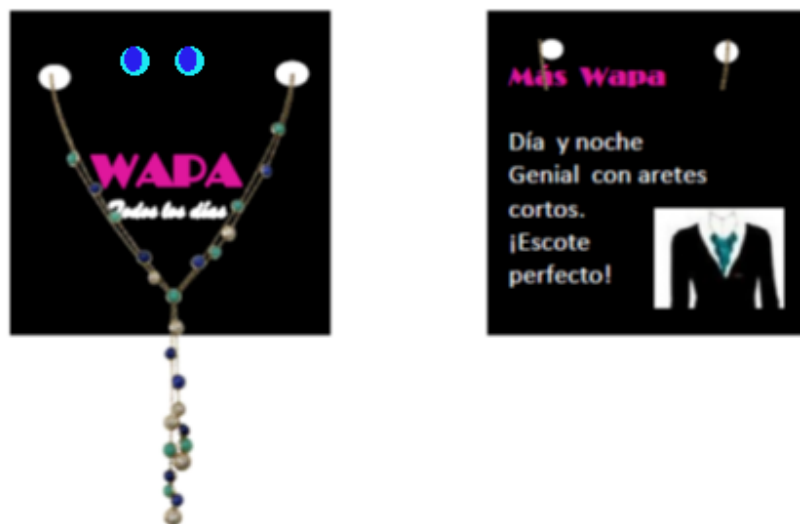 WAPA
Todos los días
Más Wapa
Día y noche
Genial con aretes
cortos.
¡Escote
perfecto!